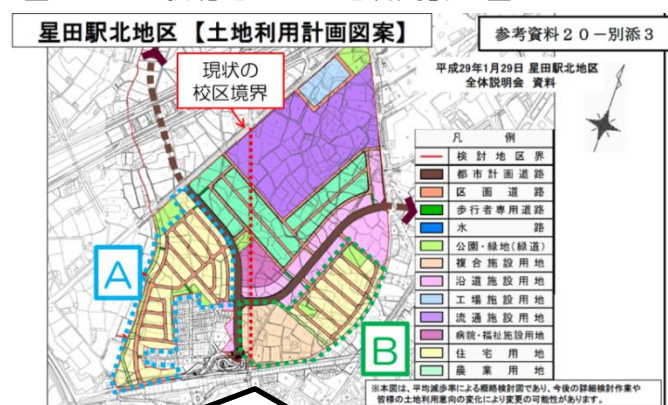 星田駅北地区【土地利用計画図案】
参考資料20-別添3
平成29年1月29日 星田駅北地区
全体説明会 資料
現状の
校区境界
A
B
凡例
検討地区界
都市計画道路
区画道路
歩行者専用道路
水路
公園・緑地(緑道)
複合施設用地
沿道施設用地
工場施設用地
流通施設用地
病院・福祉施設用地
住宅用地
農業用地
※本図は、平均減歩率による概略検討図であり、今後の詳細検討作業や
皆様の土地利用意向の変化により変更の可能性があります。